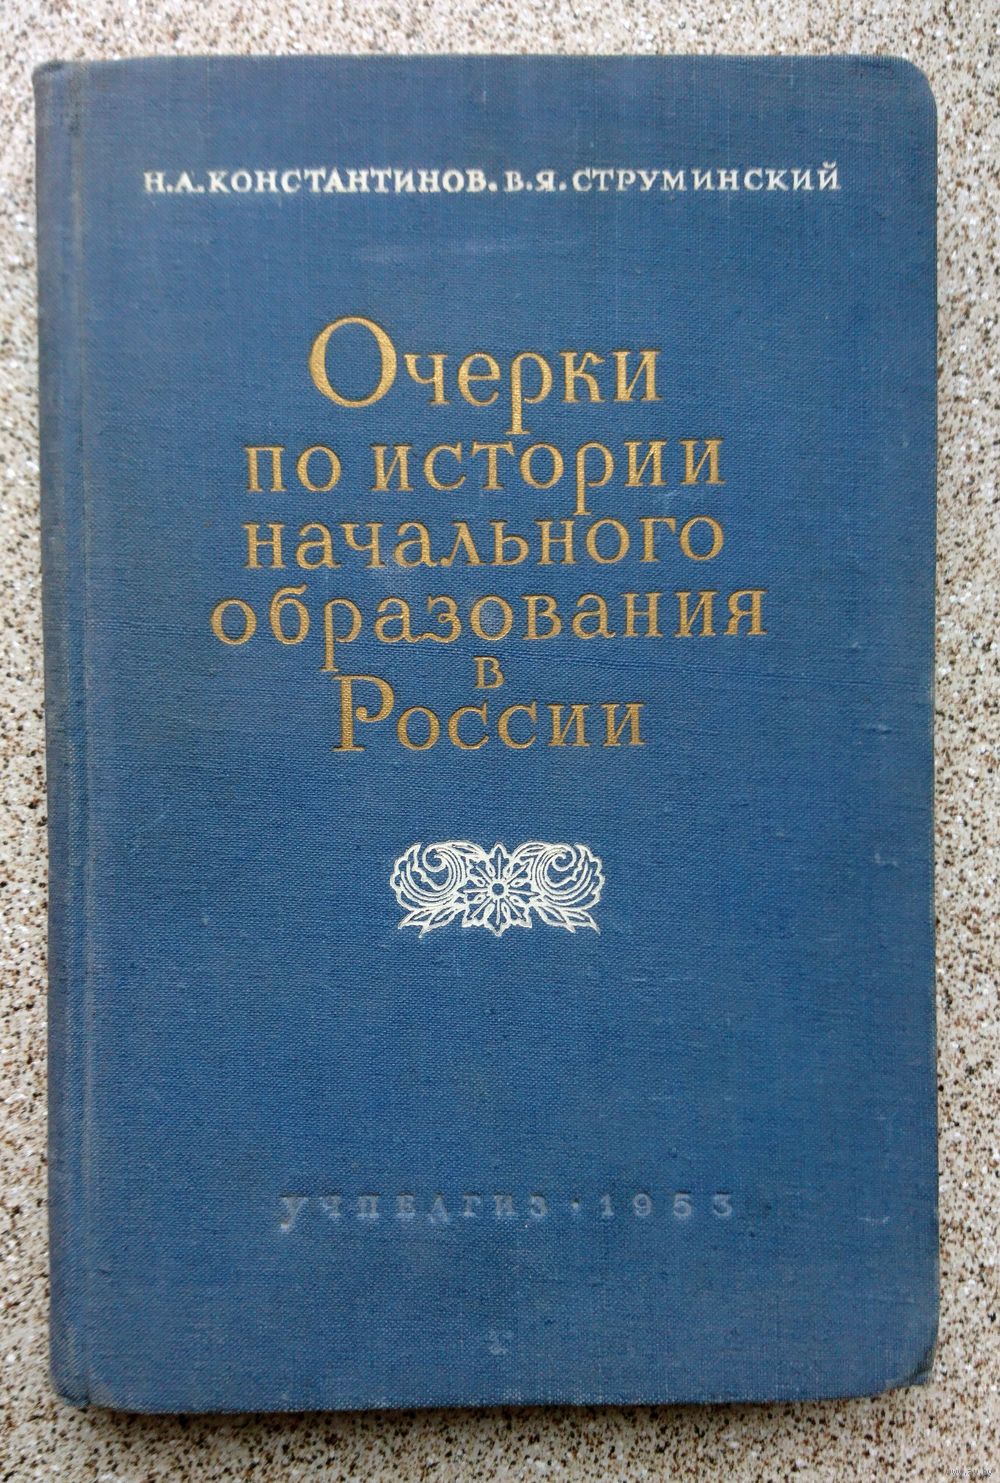 Н.А.КОНСТАНТИНОВ. В.Я.СТРУМИНСКИЙ
Очерки
по истории
начального
образования
в
России
УЧПЕДГИЗ · 1953